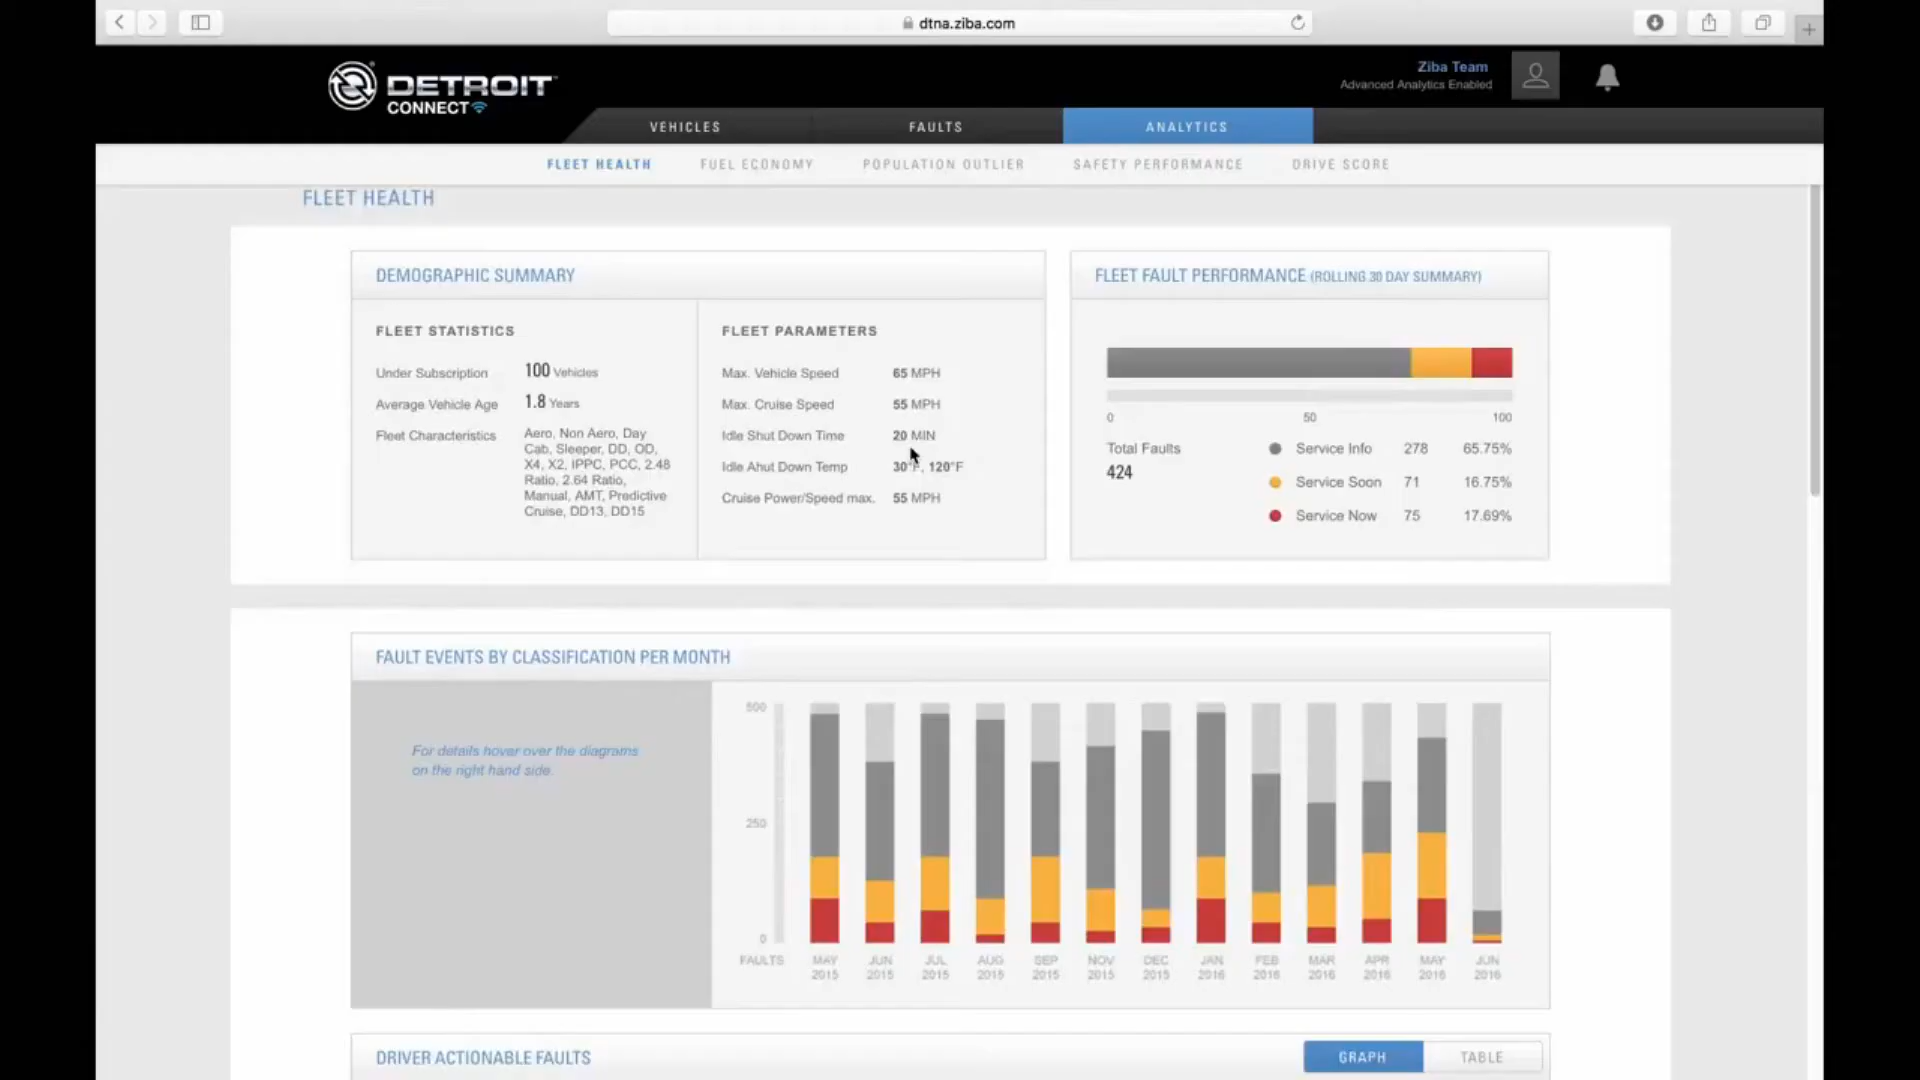 dtna.ziba.com
DETROIT
CONNECT
Ziba Team
Advanced Analytics Enabled
VEHICLES
FAULTS
ANALYTICS
FLEET HEALTH
FUEL ECONOMY
POPULATION OUTLIER
SAFETY PERFORMANCE
DRIVE SCORE
FLEET HEALTH
DEMOGRAPHIC SUMMARY
FLEET STATISTICS
Under Subscription 100 Vehicles
Average Vehicle Age 1.8 Years
Fleet Characteristics Aero, Non Aero, Day
Cab, Sleeper, DD, OD,
X4, X2, IPPC, PCC, 2.48
Ratio, 2.64 Ratio,
Manual, AMT, Predictive
Cruise, DD13, DD15
FLEET PARAMETERS
Max. Vehicle Speed 65 MPH
Max. Cruise Speed 55 MPH
Idle Shut Down Time 20 MIN
Idle Ahut Down Temp 30°F, 120°F
Cruise Power/Speed max. 55 MPH
FLEET FAULT PERFORMANCE (ROLLING 30 DAY SUMMARY)
0 50 100
Total Faults
424
Service Info 278 65.75%
Service Soon 71 16.75%
Service Now 75 17.69%
FAULT EVENTS BY CLASSIFICATION PER MONTH
For details hover over the diagrams
on the right hand side.
500
250
0
FAULTS MAY JUN JUL AUG SEP NOV DEC JAN FEB MAR APR MAY JUN
2015 2015 2015 2015 2015 2015 2015 2016 2016 2016 2016 2016 2016
DRIVER ACTIONABLE FAULTS
GRAPH
TABLE